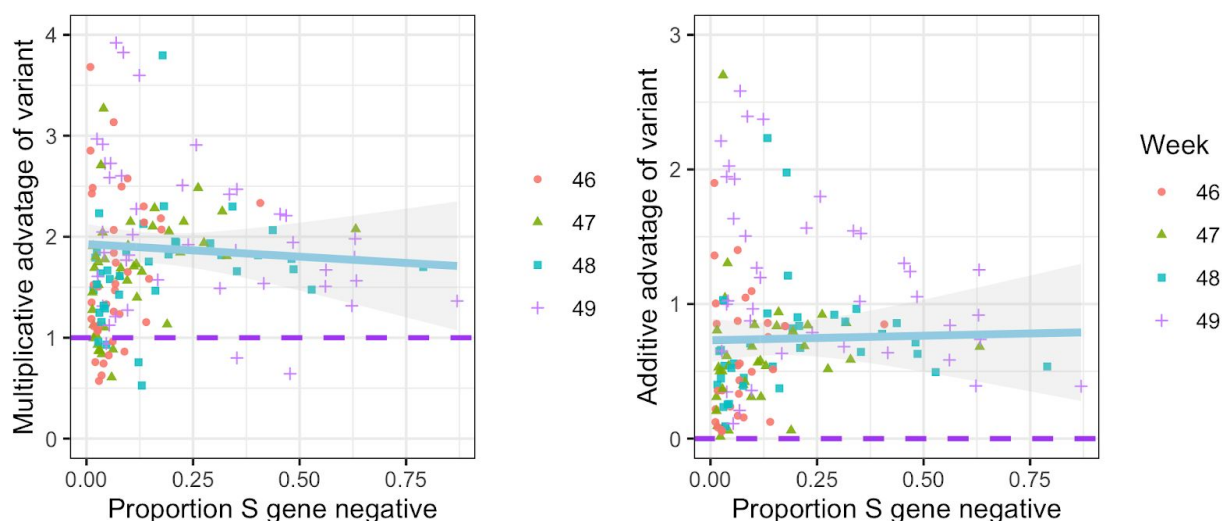 4
3
2
1
0
0.00 0.25 0.50 0.75
Proportion S gene negative
Multiplicative advatage of variant
46
47
48
49
3
2
1
0
0.00 0.25 0.50 0.75
Proportion S gene negative
Additive advatage of variant
Week
46
47
48
49